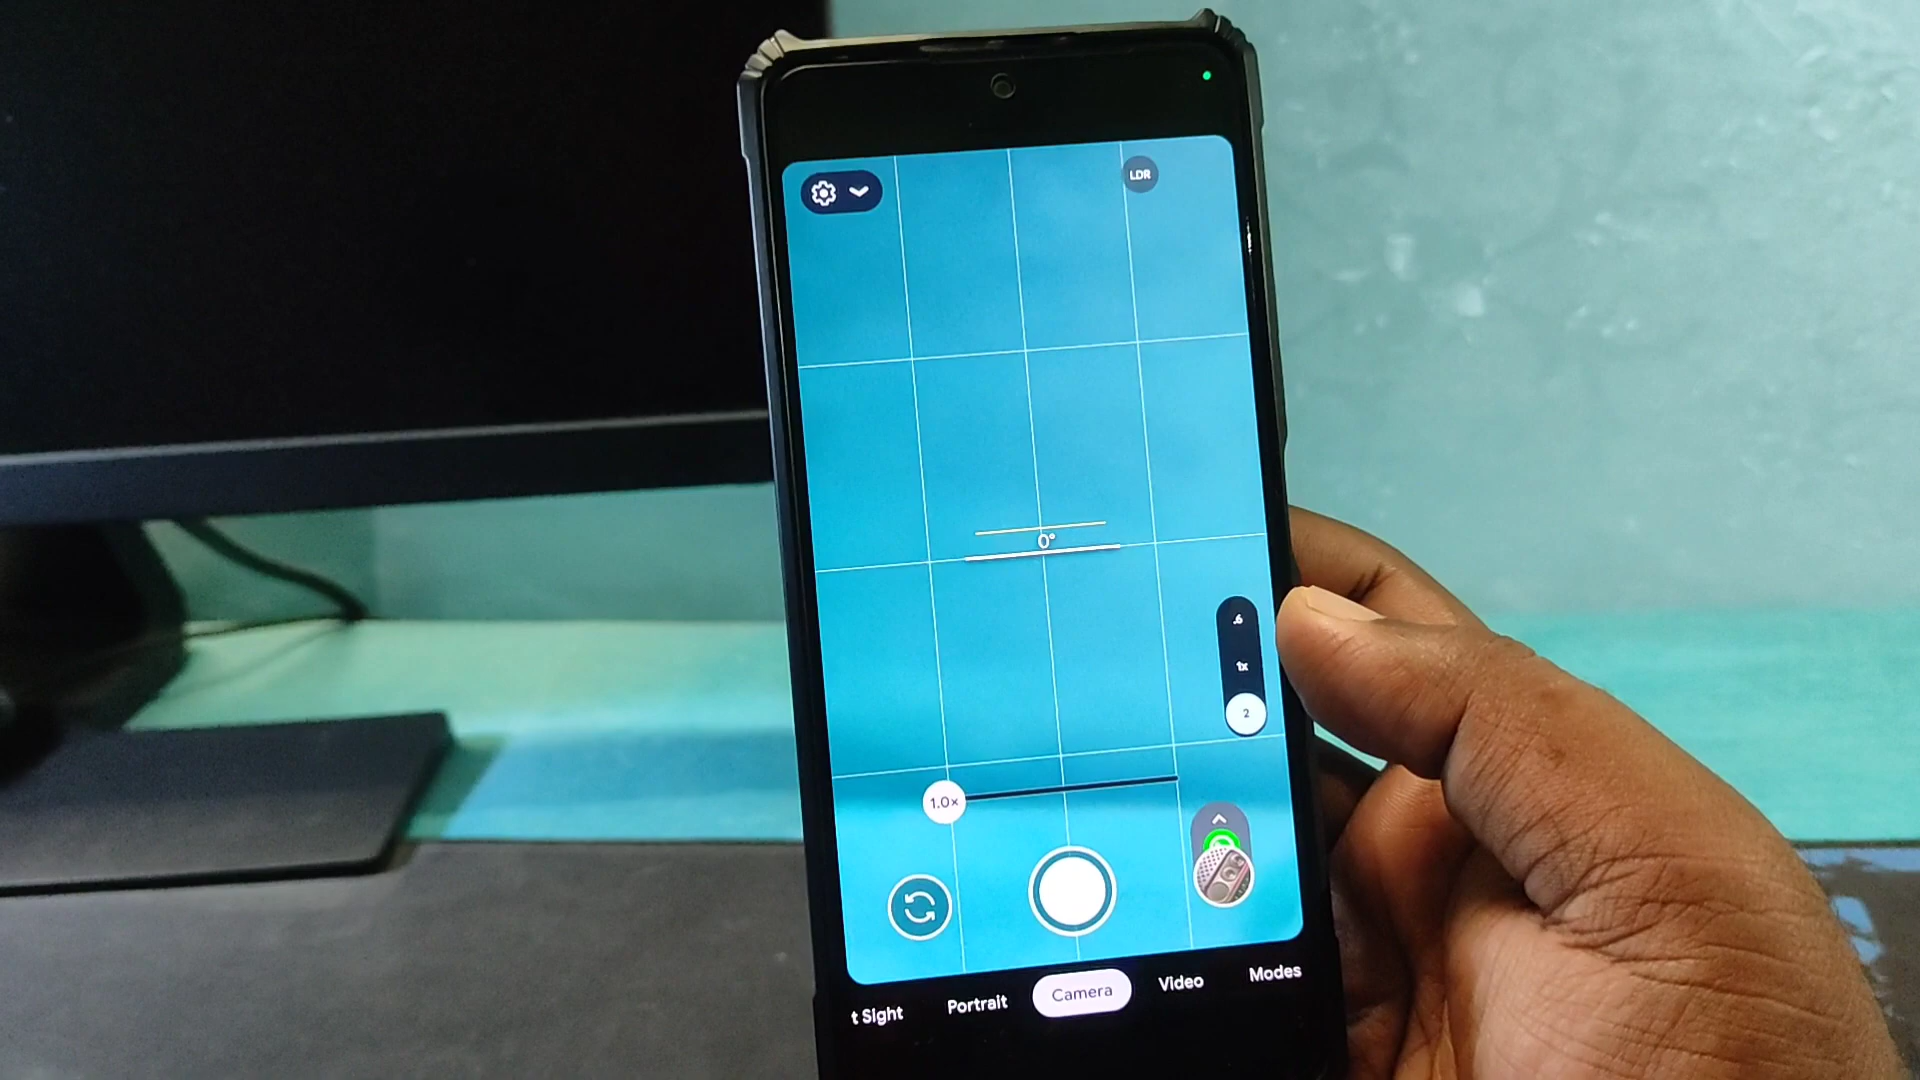 LDR
0°
.6
1x
2
1.0×
t Sight
Portrait
Camera
Video
Modes